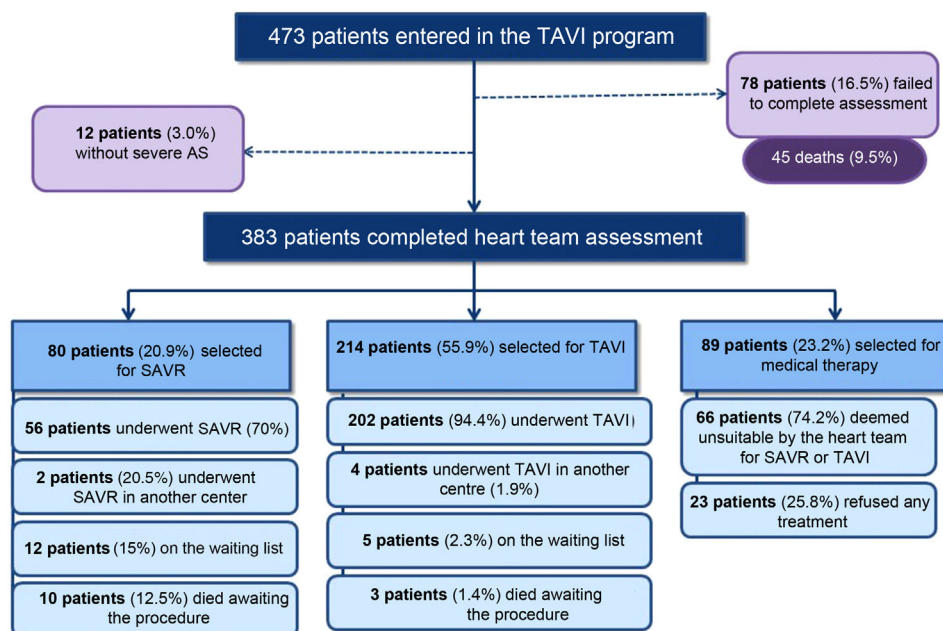 473 patients entered in the TAVI program
78 patients (16.5%) failed
to complete assessment
45 deaths (9.5%)
12 patients (3.0%)
without severe AS
383 patients completed heart team assessment
80 patients (20.9%) selected
for SAVR
56 patients underwent SAVR (70%)
2 patients (20.5%) underwent
SAVR in another center
12 patients (15%) on the waiting list
10 patients (12.5%) died awaiting
the procedure
214 patients (55.9%) selected for TAVI
202 patients (94.4%) underwent TAVI)
4 patients underwent TAVI in another
centre (1.9%)
5 patients (2.3%) on the waiting list
3 patients (1.4%) died awaiting
the procedure
89 patients (23.2%) selected for
medical therapy
66 patients (74.2%) deemed
unsuitable by the heart team
for SAVR or TAVI
23 patients (25.8%) refused any
treatment